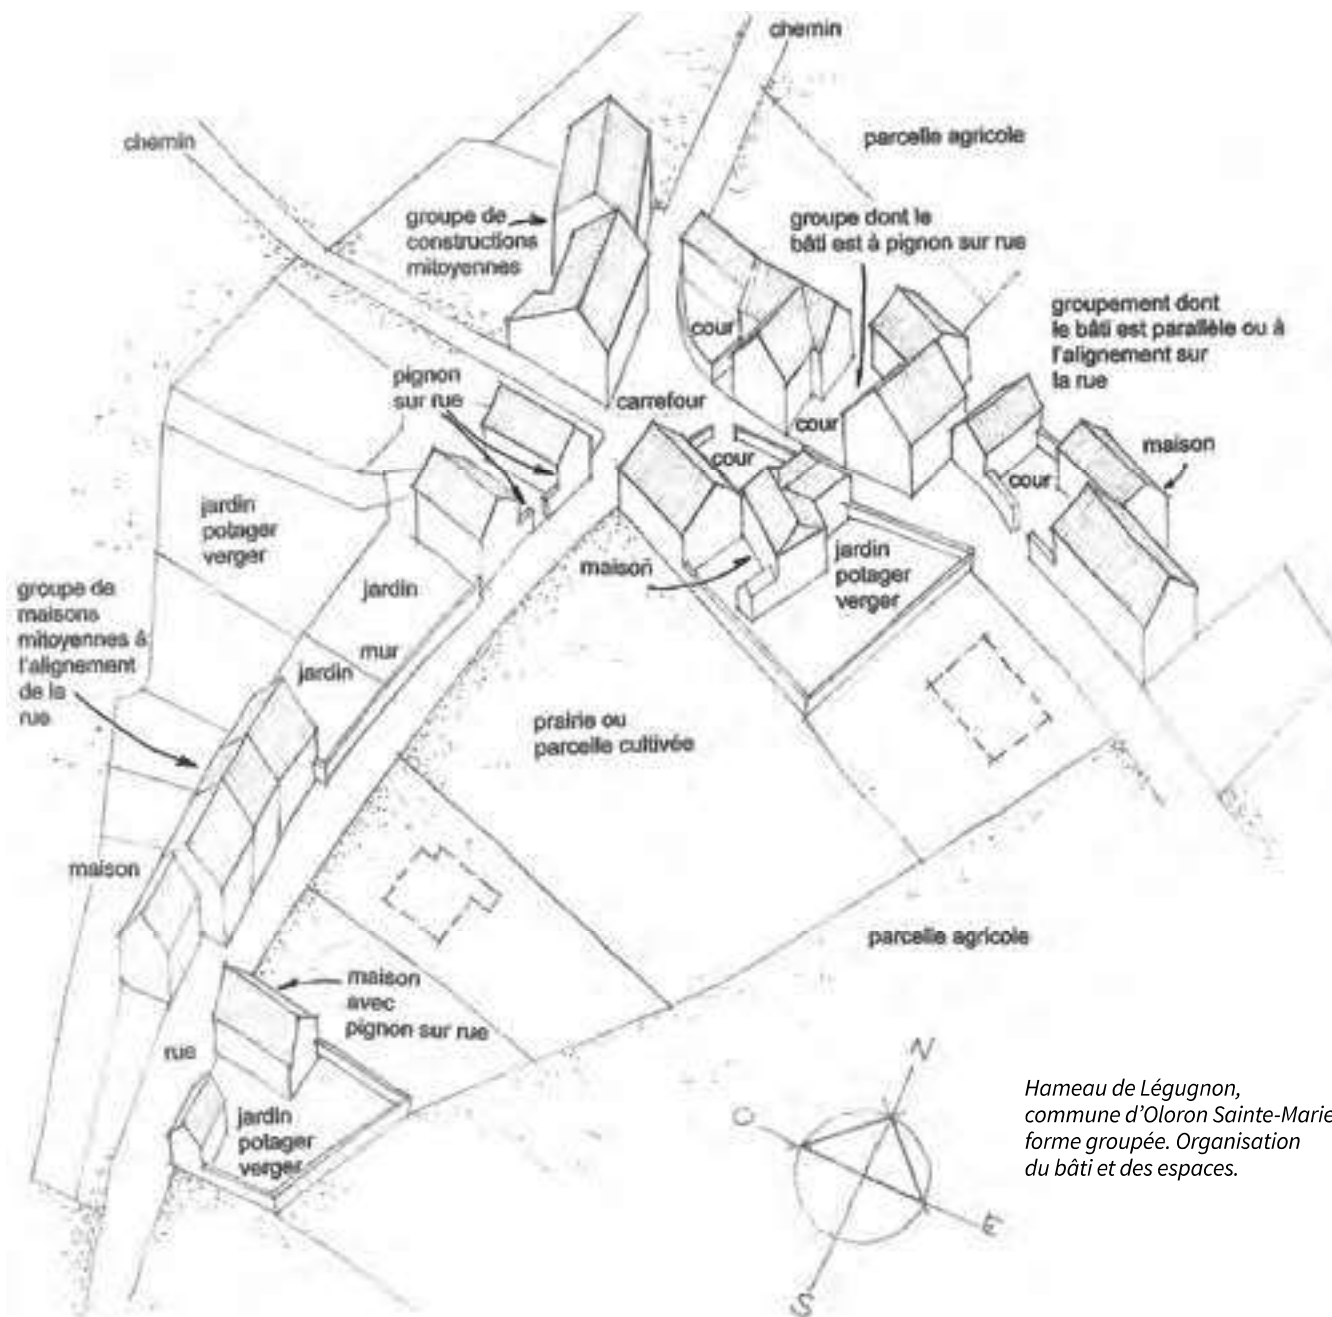 chemin
chemin
parcelle agricole
groupe de
constructions
mitoyennes
groupe dont le
bâti est à pignon sur rue
groupement dont
le bâti est parallèle ou à
l'alignement sur
la rue
cour
pignon
sur rue
carrefour
cour
cour
maison
cour
jardin
potager
verger
maison
jardin
potager
verger
groupe de
maisons
mitoyennes à
l'alignement
de la
rue
jardin
mur
jardin
prairie ou
parcelle cultivée
maison
parcelle agricole
maison
avec
pignon sur rue
rue
jardin
potager
verger
N
O
E
S
Hameau de Légugnon,
commune d'Oloron Sainte-Marie
forme groupée. Organisation
du bâti et des espaces.